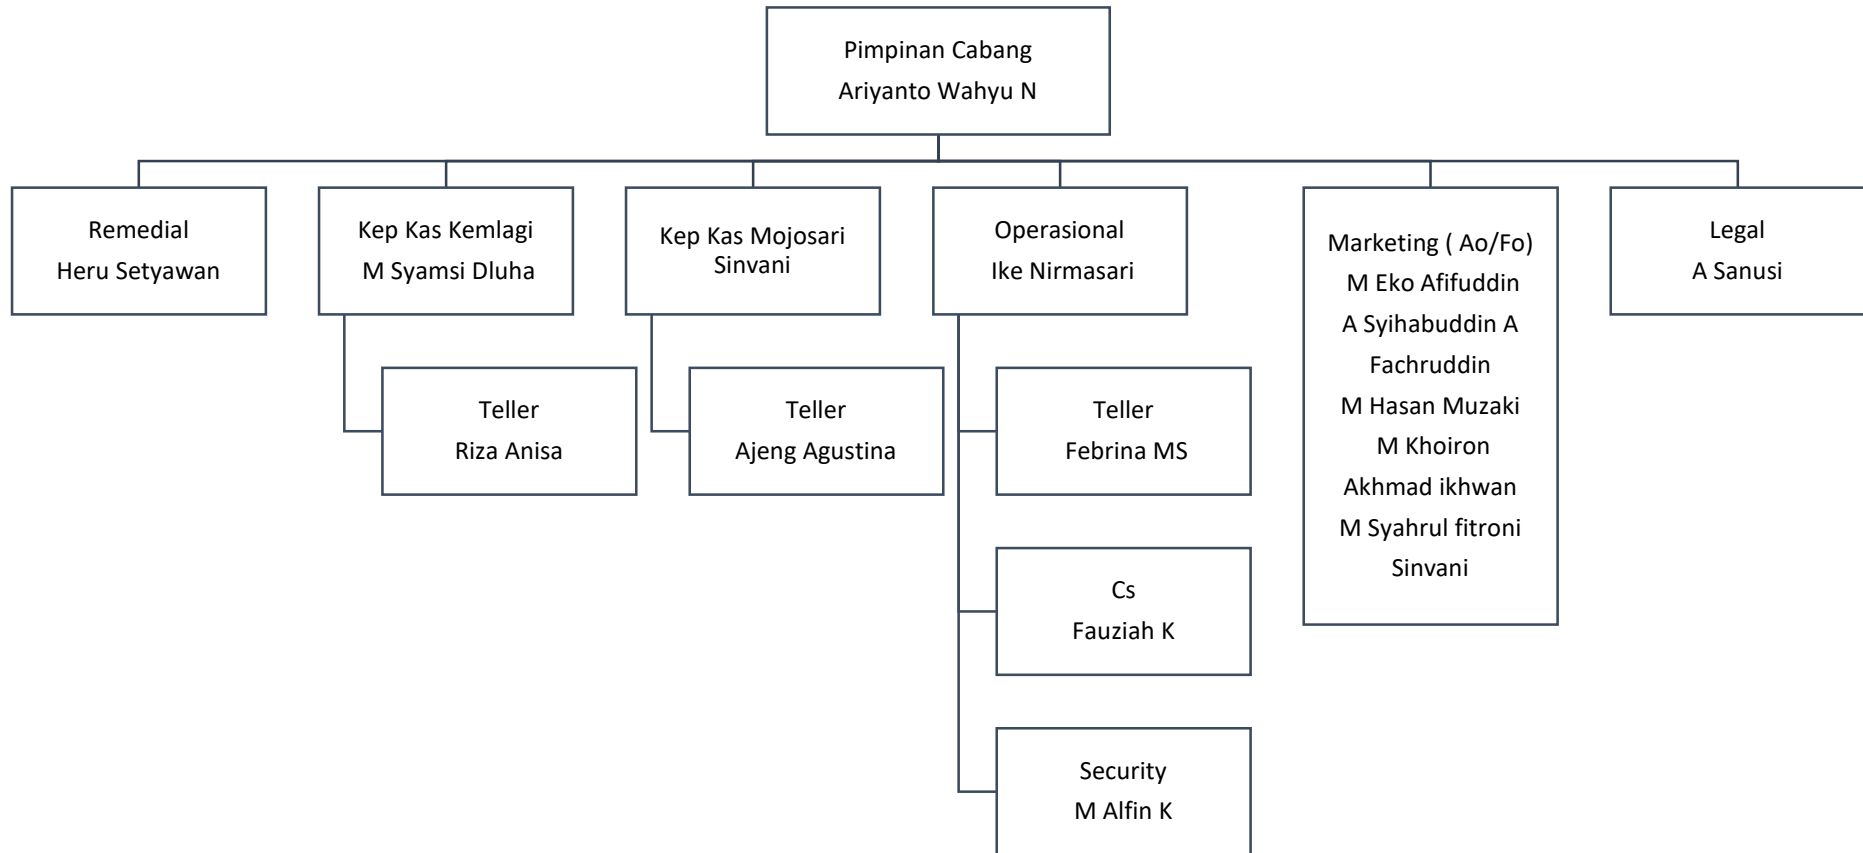 Pimpinan Cabang
Ariyanto Wahyu N
Remedial
Heru Setyawan
Kep Kas Kemlagi
M Syamsi Dluha
Kep Kas Mojosari
Sinvani
Operasional
Ike Nirmasari
Marketing ( Ao/Fo)
M Eko Afifuddin
A Syihabuddin A
Fachruddin
M Hasan Muzaki
M Khoiron
Akhmad ikhwan
M Syahrul fitroni
Sinvani
Legal
A Sanusi
Teller
Riza Anisa
Teller
Ajeng Agustina
Teller
Febrina MS
Cs
Fauziah K
Security
M Alfin K